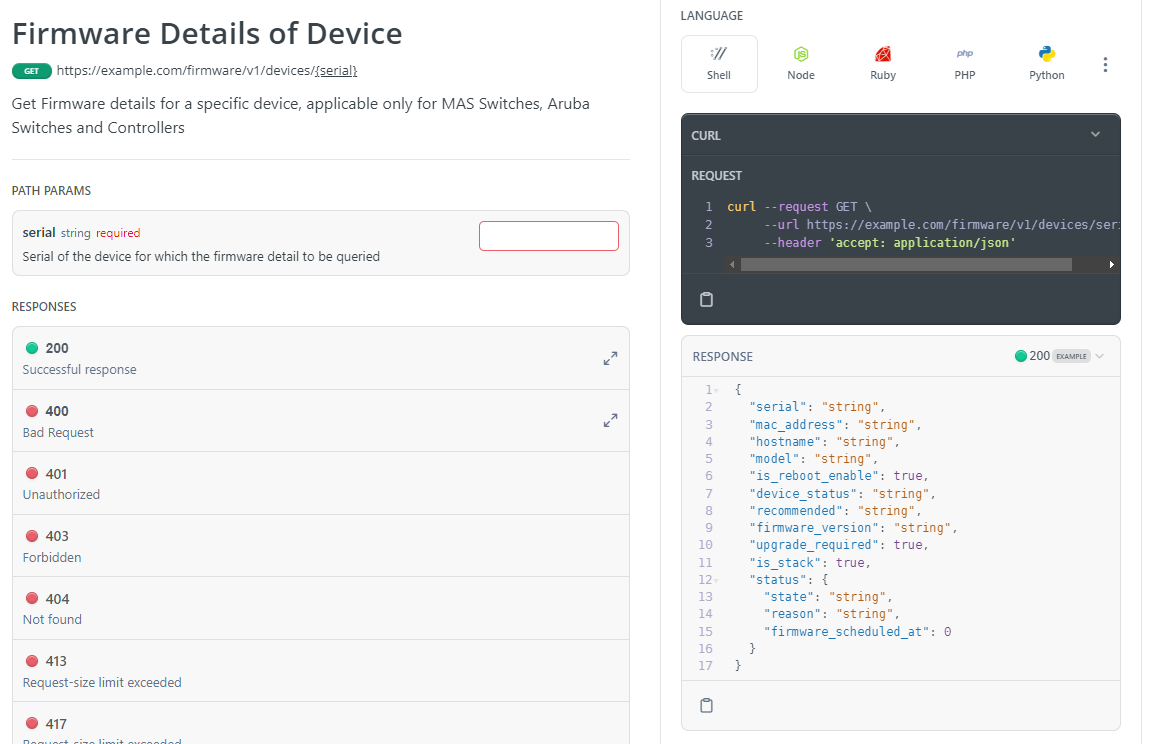 Firmware Details of Device
GET https://example.com/firmware/v1/devices/{serial}
Get Firmware details for a specific device, applicable only for MAS Switches, Aruba
Switches and Controllers
PATH PARAMS
serial string required
Serial of the device for which the firmware detail to be queried
RESPONSES
200
Successful response
400
Bad Request
401
Unauthorized
403
Forbidden
404
Not found
413
Request-size limit exceeded
417
Request-size limit exceeded
LANGUAGE
Shell
Node
Ruby
php
PHP
Python
CURL
REQUEST
1 curl --request GET \
2 --url https://example.com/firmware/v1/devices/seri
3 --header 'accept: application/json'
RESPONSE
200 EXAMPLE
1 {
2 "serial": "string",
3 "mac_address": "string",
4 "hostname": "string",
5 "model": "string",
6 "is_reboot_enable": true,
7 "device_status": "string",
8 "recommended": "string",
9 "firmware_version": "string",
10 "upgrade_required": true,
11 "is_stack": true,
12 "status": {
13 "state": "string",
14 "reason": "string",
15 "firmware_scheduled_at": 0
16 }
17 }